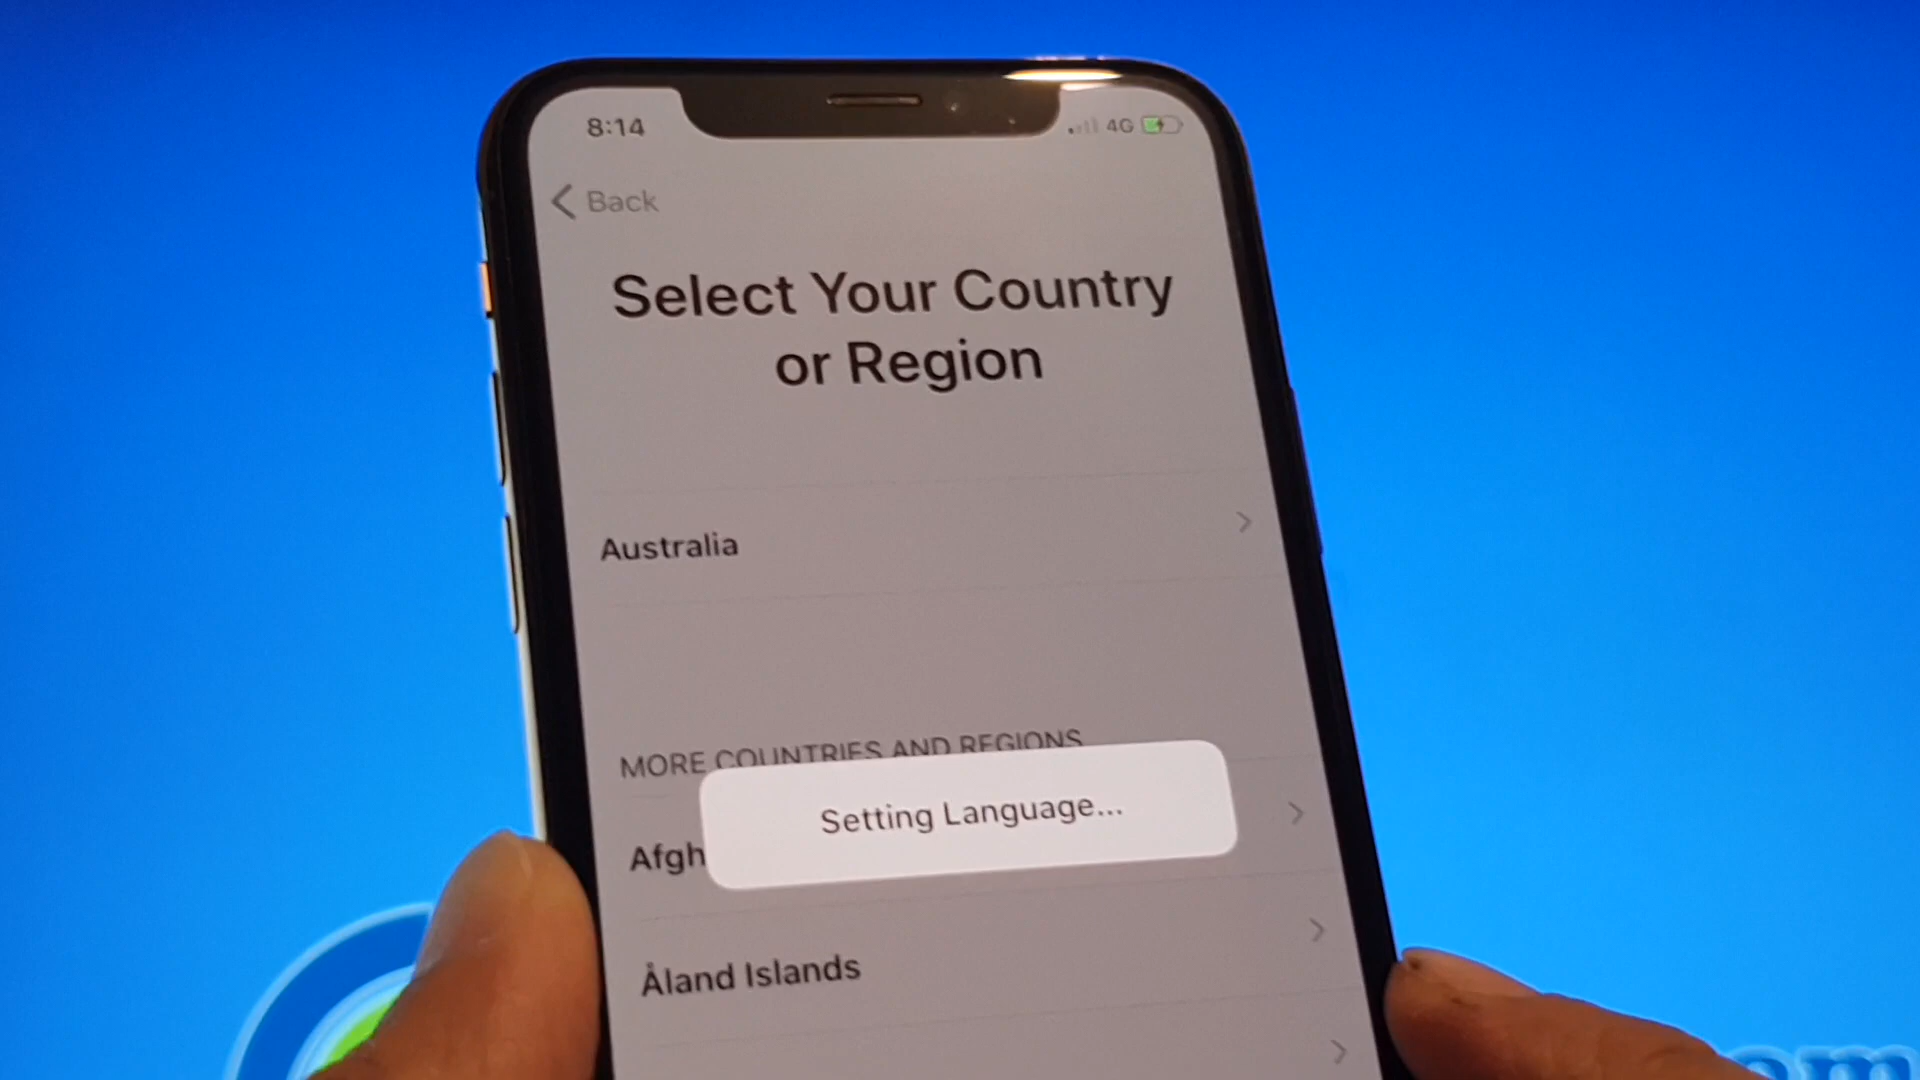 8:14
4G
Back
Select Your Country
or Region
Australia
MORE COUNTRIES AND REGIONS
Setting Language...
Afgh
Åland Islands
om